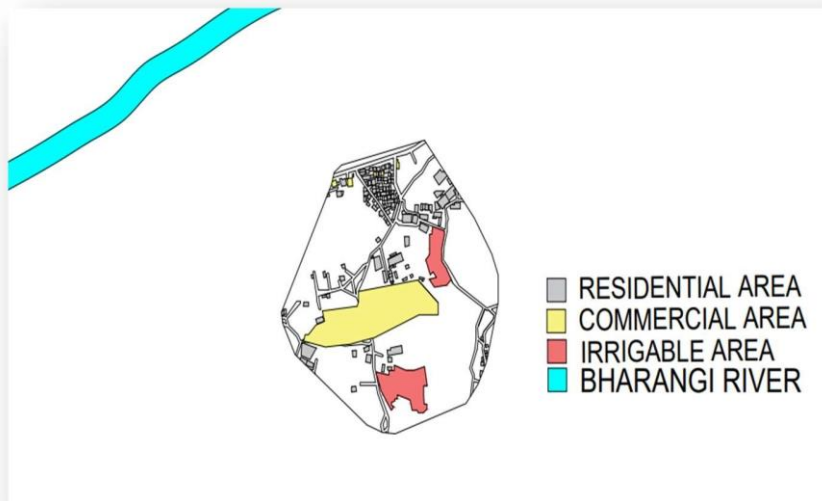 RESIDENTIAL AREA
COMMERCIAL AREA
IRRIGABLE AREA
BHARANGI RIVER